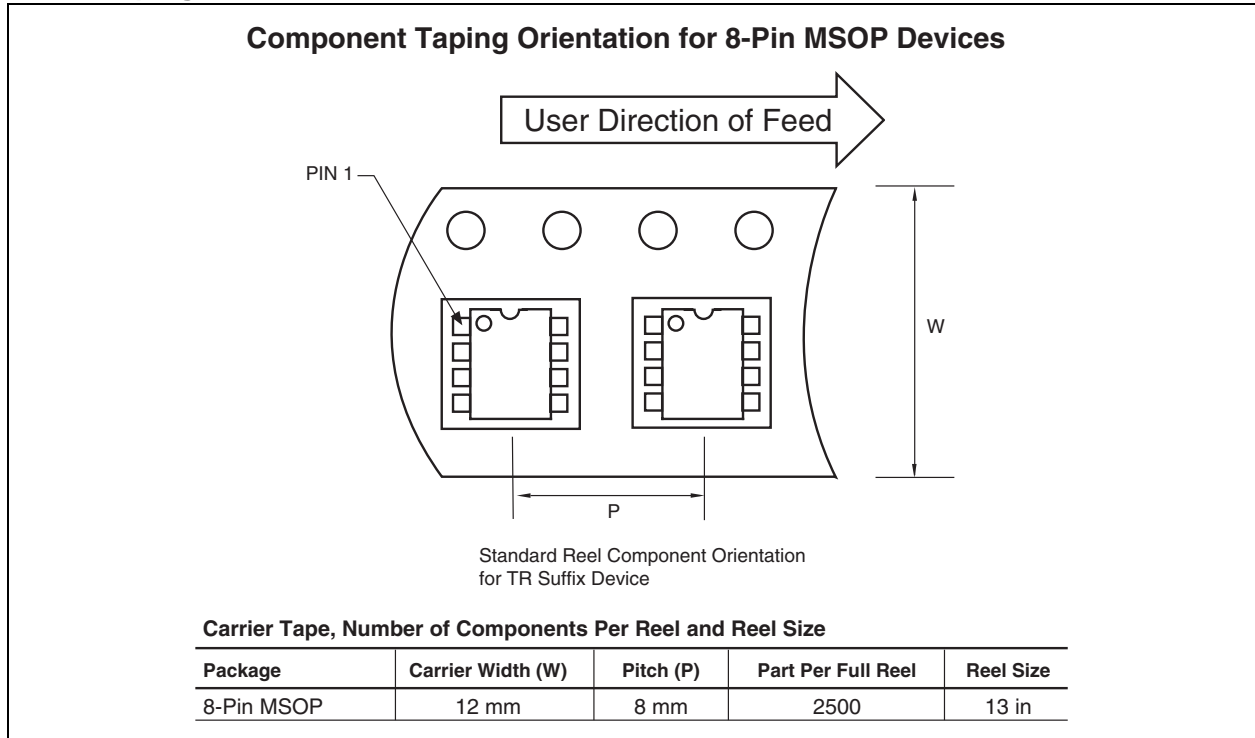 Component Taping Orientation for 8-Pin MSOP Devices
User Direction of Feed
PIN 1
W
P
Standard Reel Component Orientation
for TR Suffix Device
Carrier Tape, Number of Components Per Reel and Reel Size
Package Carrier Width (W) Pitch (P) Part Per Full Reel Reel Size
8-Pin MSOP 12 mm 8 mm 2500 13 in